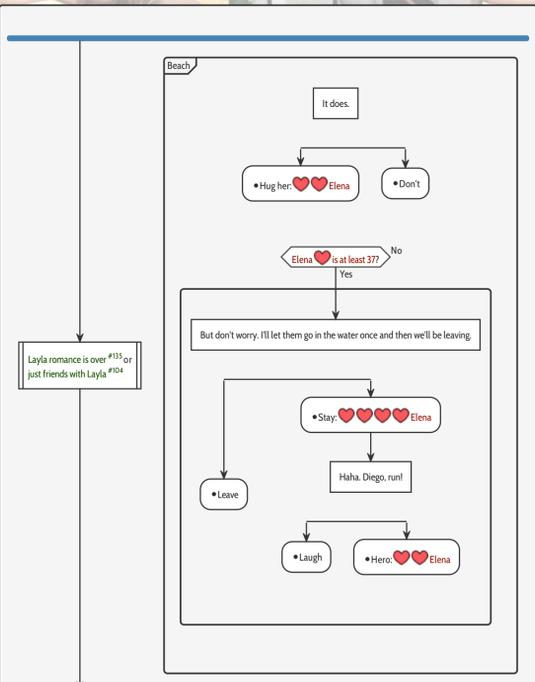 Beach
It does.
•Hug her: Elena
•Don't
Elena is at least 37?
No
Yes
But don't worry. I'll let them go in the water once and then we'll be leaving.
Layla romance is over #135 or
just friends with Layla #104
•Stay: Elena
Haha. Diego, run!
•Leave
•Laugh
•Hero: Elena